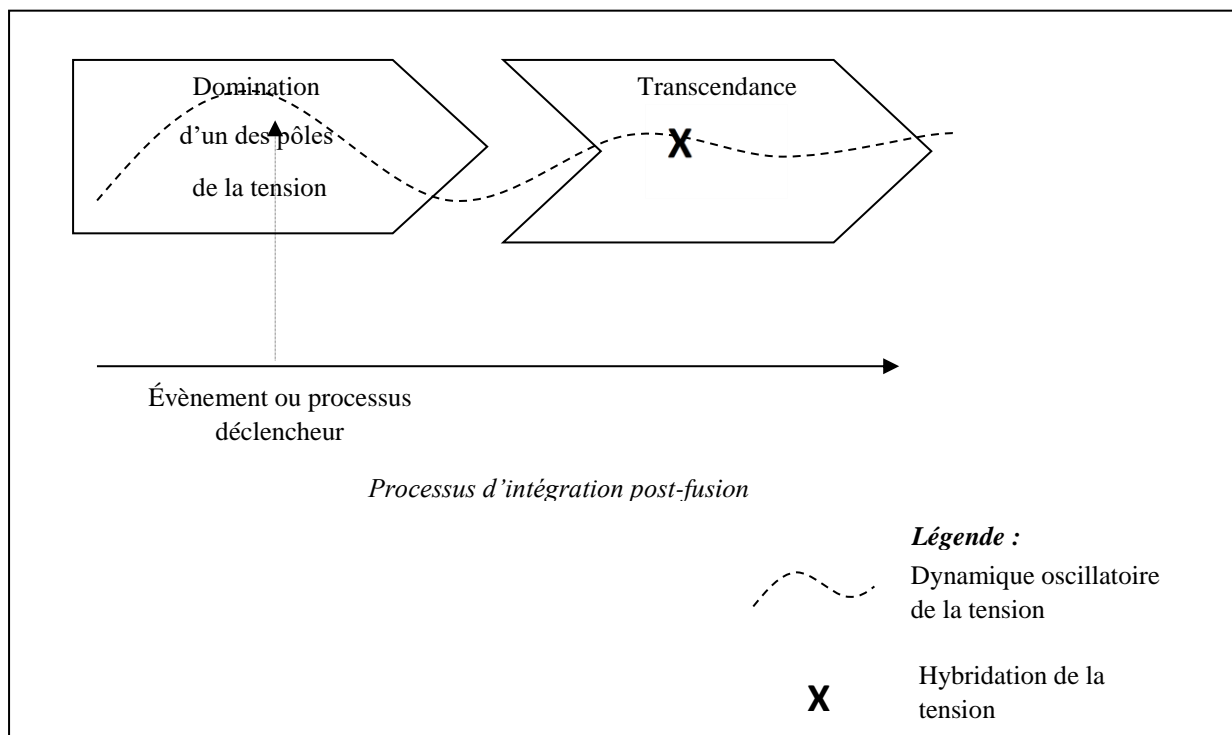 Domination
d'un des pôles
de la tension
Transcendance
X
Évènement ou processus
déclencheur
Processus d'intégration post-fusion
Légende :
Dynamique oscillatoire
de la tension
X
Hybridation de la
tension